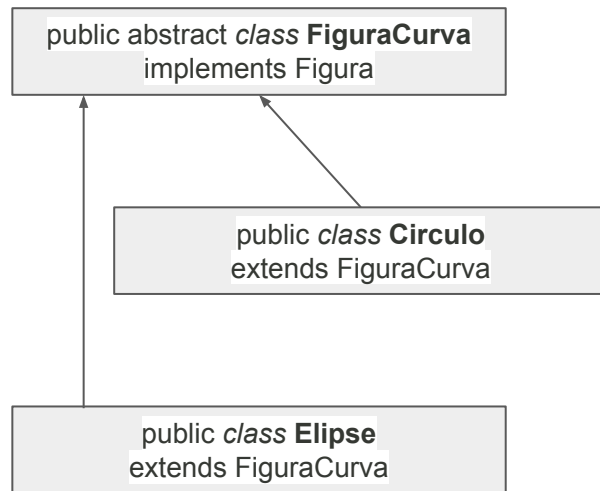 public abstract class FiguraCurva
implements Figura
public class Circulo
extends FiguraCurva
public class Elipse
extends FiguraCurva